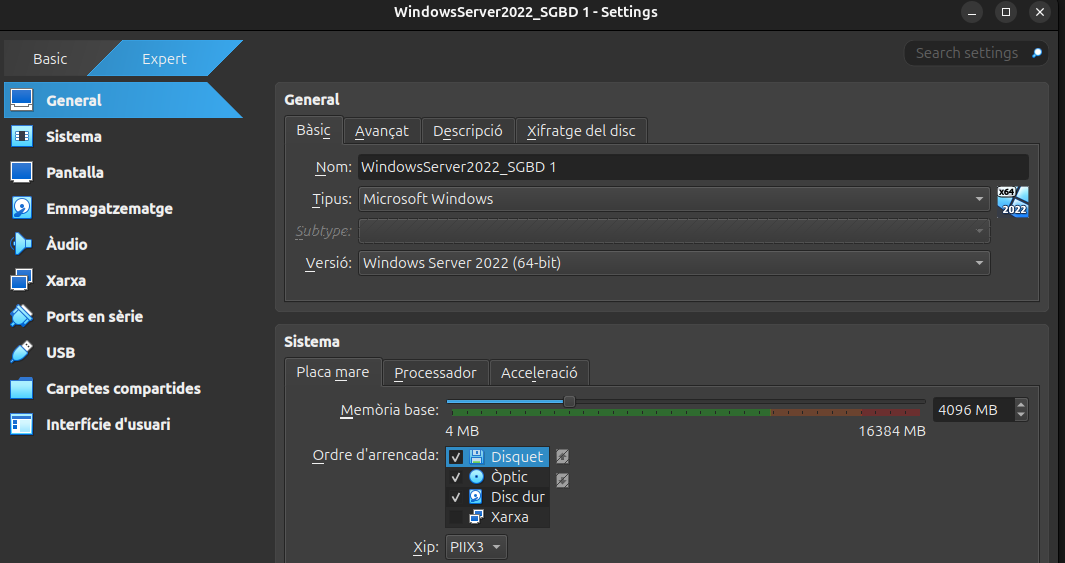 WindowsServer2022_SGBD 1 - Settings
Basic Expert
Search settings
General
Sistema
Pantalla
Emmagatzematge
Àudio
Xarxa
Ports en sèrie
USB
Carpetes compartides
Interfície d'usuari
General
Bàsic Avançat Descripció Xifratge del disc
Nom: WindowsServer2022_SGBD 1
Tipus: Microsoft Windows
x64
2022
Subtype:
Versió: Windows Server 2022 (64-bit)
Sistema
Placa mare Processador Acceleració
Memòria base: 4096 MB
4 MB 16384 MB
Ordre d'arrencada: Disquet
Òptic
Disc dur
Xarxa
Xip: PIIX3